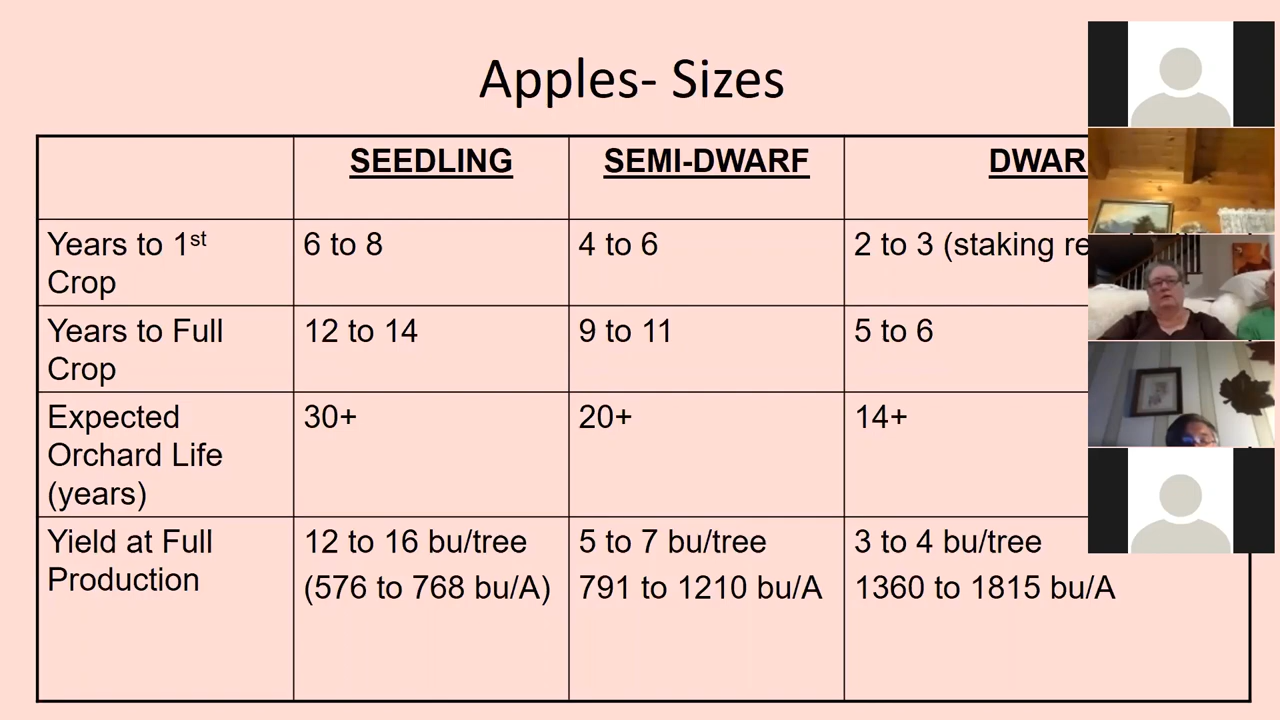 Apples- Sizes
SEEDLING
SEMI-DWARF
Years to 1st
Crop
6 to 8
4 to 6
2 to 3 (staking
Years to Full
Crop
12 to 14
9 to 11
5 to 6
Expected
Orchard Life
(years)
30+
20+
14+
Yield at Full
Production
12 to 16 bu/tree
(576 to 768 bu/A)
5 to 7 bu/tree
791 to 1210 bu/A
3 to 4 bu/tree
1360 to 1815 bu/A